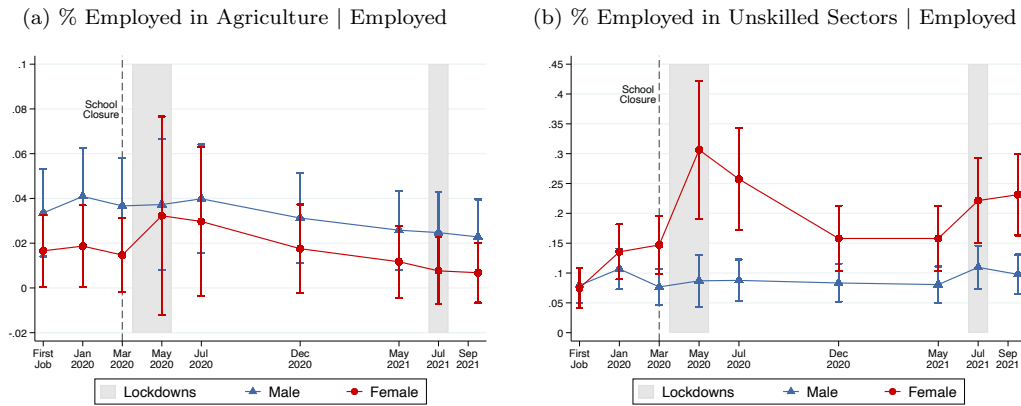 (a) % Employed in Agriculture | Employed
.1
.08
.06
.04
.02
0
-.02
School
Closure
First
Job
Jan
2020
Mar
2020
May
2020
Jul
2020
Dec
2020
May
2021
Jul
2021
Sep
2021
Lockdowns
Male
Female
(b) % Employed in Unskilled Sectors | Employed
.45
.4
.35
.3
.25
.2
.15
.1
.05
0
School
Closure
First
Job
Jan
2020
Mar
2020
May
2020
Jul
2020
Dec
2020
May
2021
Jul
2021
Sep
2021
Lockdowns
Male
Female